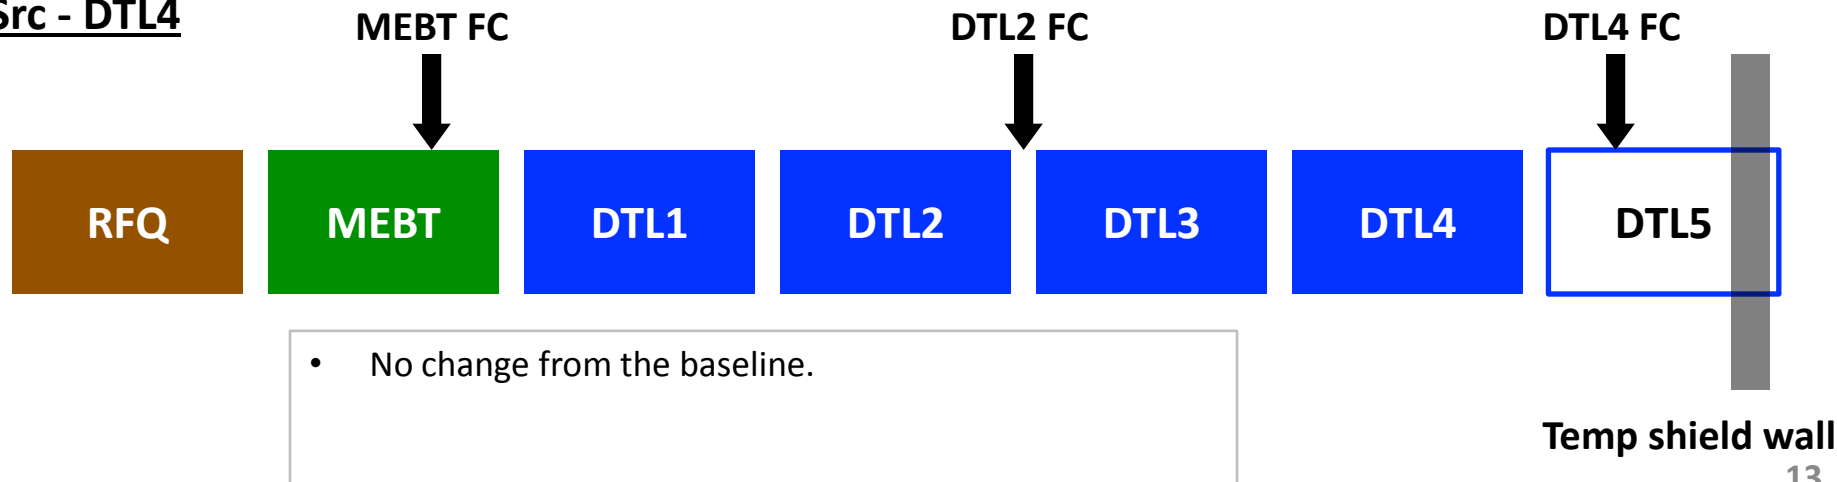 Src - DTL4
MEBT FC
DTL2 FC
DTL4 FC
RFQ
MEBT
DTL1
DTL2
DTL3
DTL4
DTL5
• No change from the baseline.
Temp shield wall
13